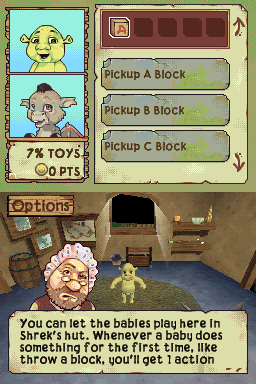 A
Pickup A Block
Pickup B Block
Pickup C Block
7% TOYS
0 PTS
Options
You can let the babies play here in
Shrek's hut. Whenever a baby does
something for the first time, like
throw a block, you'll get 1 action